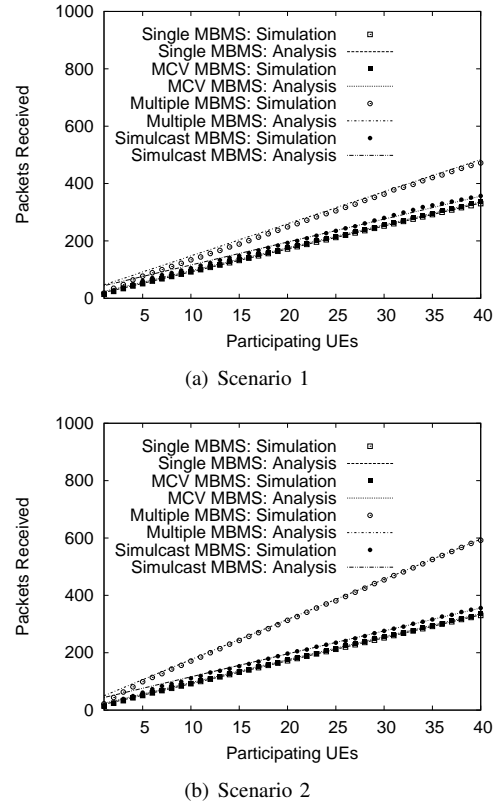 1000
800
600
400
200
0
Packets Received
Single MBMS: Simulation
Single MBMS: Analysis
MCV MBMS: Simulation
MCV MBMS: Analysis
Multiple MBMS: Simulation
Multiple MBMS: Analysis
Simulcast MBMS: Simulation
Simulcast MBMS: Analysis
5 10 15 20 25 30 35 40
Participating UEs
(a) Scenario 1
1000
800
600
400
200
0
Packets Received
Single MBMS: Simulation
Single MBMS: Analysis
MCV MBMS: Simulation
MCV MBMS: Analysis
Multiple MBMS: Simulation
Multiple MBMS: Analysis
Simulcast MBMS: Simulation
Simulcast MBMS: Analysis
5 10 15 20 25 30 35 40
Participating UEs
(b) Scenario 2